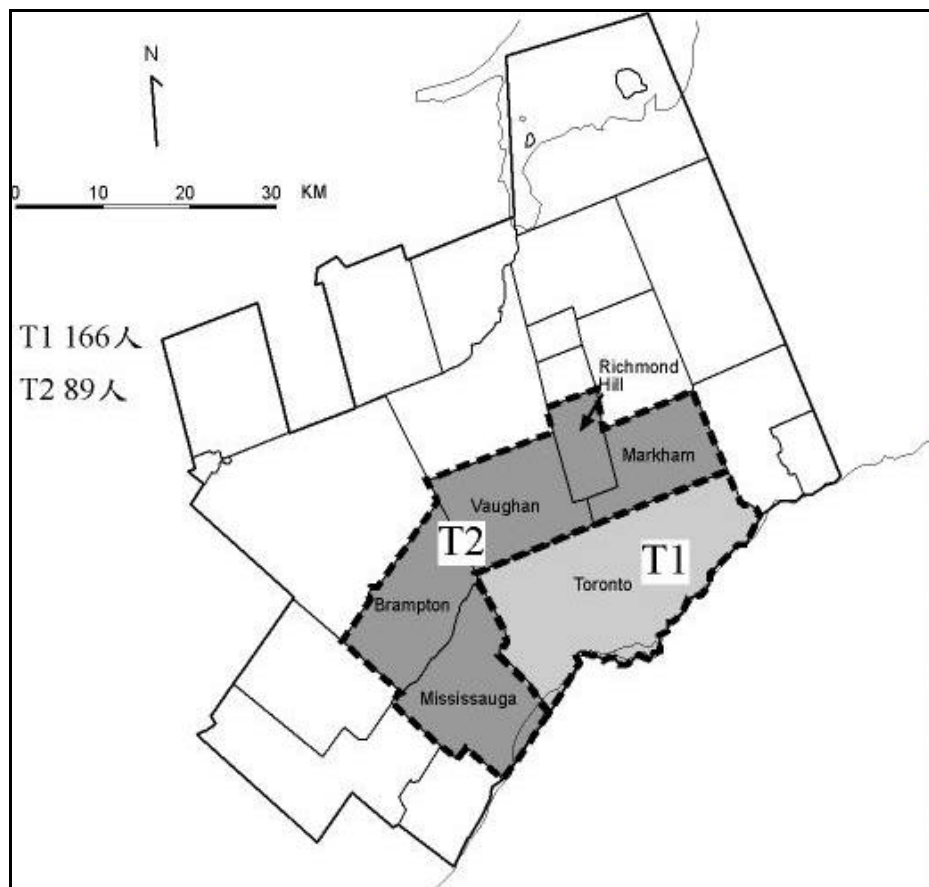 N
0 10 20 30 KM
T1 166人
T2 89人
Richmond
Hill
Markham
Vaughan
T2
T1
Toronto
Brampton
Mississauga